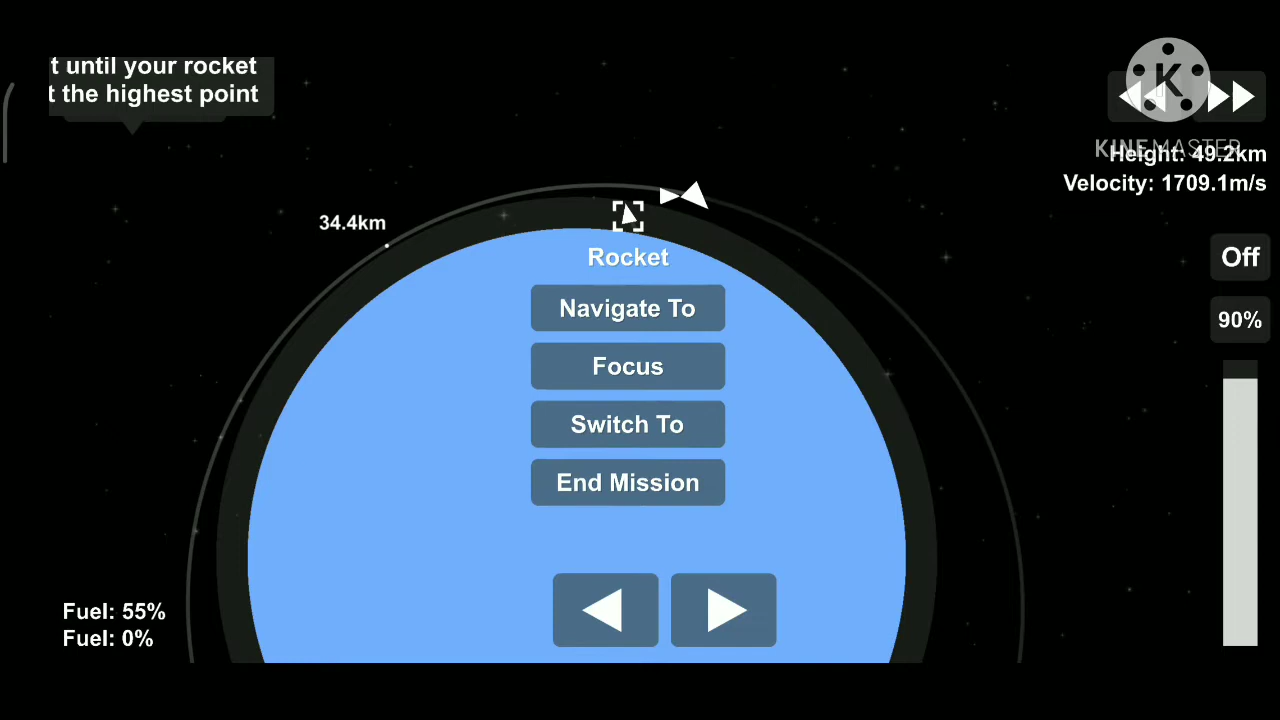 t until your rocket
t the highest point
KINEMASTER
Height: 49.2km
Velocity: 1709.1m/s
34.4km
Off
Rocket
Navigate To
90%
Focus
Switch To
End Mission
Fuel: 55%
Fuel: 0%